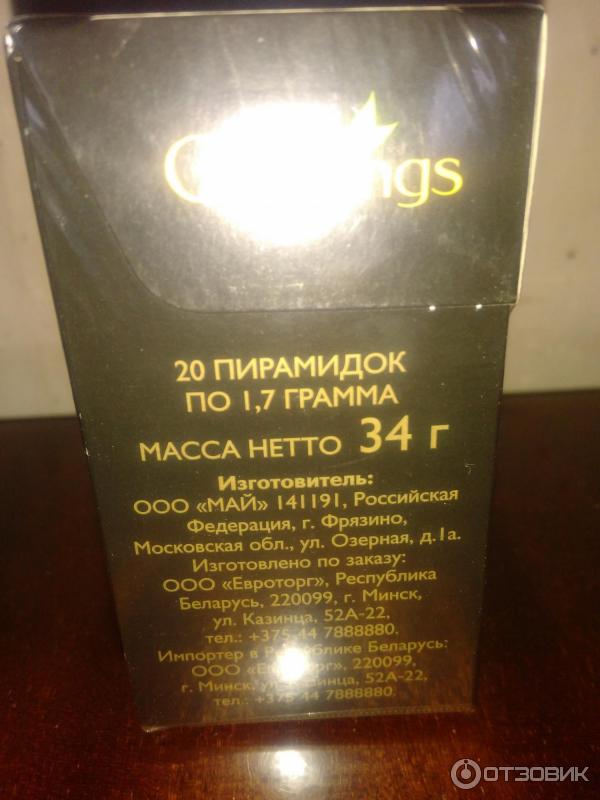 20 ПИРАМИДОК
ПО 1,7 ГРАММА
МАССА НЕТТО 34 г
Изготовитель:
ООО «МАЙ» 141191, Российская
Федерация, г. Фрязино,
Московская обл., ул. Озерная, д.1а.
Изготовлено по заказу:
ООО «Евроторг», Республика
Беларусь, 220099, г. Минск,
ул. Казинца, 52А-22,
тел.: +375 44 7888880.
Импортер в Республике Беларусь:
ООО «Евроторг», 220099,
г. Минск, ул. Казинца, 52А-22,
тел.: +375 44 7888880.
ОТЗОВИК